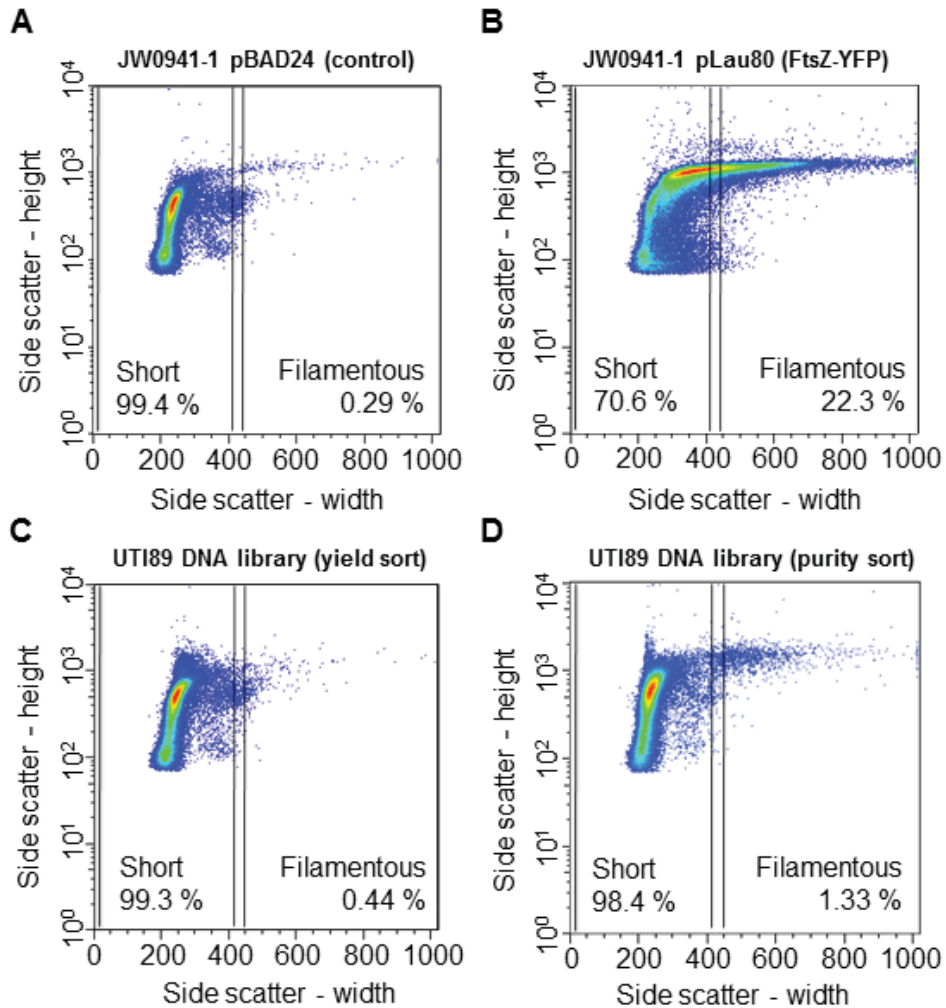 A
JW0941-1 pBAD24 (control)
10^4
10^3
10^2
10^1
10^0
Side scatter - height
Short
99.4 %
Filamentous
0.29 %
0 200 400 600 800 1000
Side scatter - width
B
JW0941-1 pLau80 (FtsZ-YFP)
10^4
10^3
10^2
10^1
10^0
Side scatter - height
Short
70.6 %
Filamentous
22.3 %
0 200 400 600 800 1000
Side scatter - width
C
UTI89 DNA library (yield sort)
10^4
10^3
10^2
10^1
10^0
Side scatter - height
Short
99.3 %
Filamentous
0.44 %
0 200 400 600 800 1000
Side scatter - width
D
UTI89 DNA library (purity sort)
10^4
10^3
10^2
10^1
10^0
Side scatter - height
Short
98.4 %
Filamentous
1.33 %
0 200 400 600 800 1000
Side scatter - width